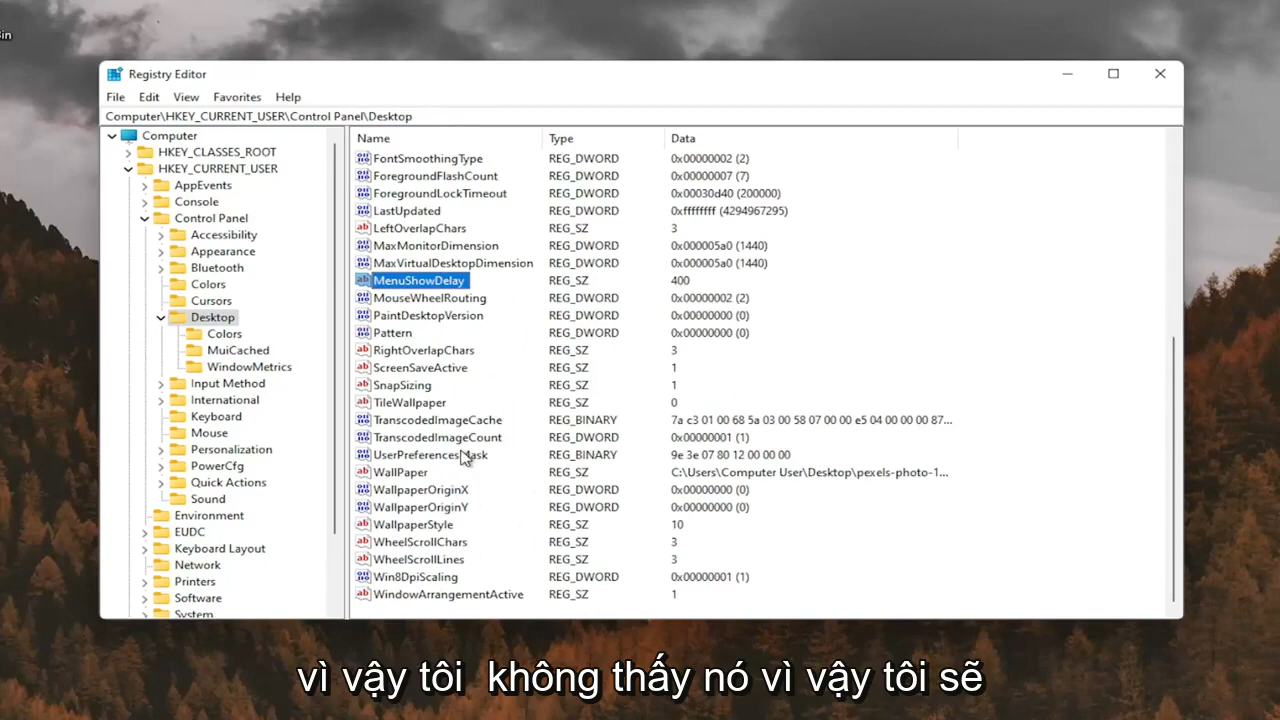 in
Registry Editor
File Edit View Favorites Help
Computer\HKEY_CURRENT_USER\Control Panel\Desktop
Computer
HKEY_CLASSES_ROOT
HKEY_CURRENT_USER
AppEvents
Console
Control Panel
Accessibility
Appearance
Bluetooth
Colors
Cursors
Desktop
Colors
MuiCached
WindowMetrics
Input Method
International
Keyboard
Mouse
Personalization
PowerCfg
Quick Actions
Sound
Environment
EUDC
Keyboard Layout
Network
Printers
Software
System
Name Type Data
FontSmoothingType REG_DWORD 0x00000002 (2)
ForegroundFlashCount REG_DWORD 0x00000007 (7)
ForegroundLockTimeout REG_DWORD 0x00030d40 (200000)
LastUpdated REG_DWORD 0xffffffff (4294967295)
LeftOverlapChars REG_SZ 3
MaxMonitorDimension REG_DWORD 0x000005a0 (1440)
MaxVirtualDesktopDimension REG_DWORD 0x000005a0 (1440)
MenuShowDelay REG_SZ 400
MouseWheelRouting REG_DWORD 0x00000002 (2)
PaintDesktopVersion REG_DWORD 0x00000000 (0)
Pattern REG_DWORD 0x00000000 (0)
RightOverlapChars REG_SZ 3
ScreenSaveActive REG_SZ 1
SnapSizing REG_SZ 1
TileWallpaper REG_SZ 0
TranscodedImageCache REG_BINARY 7a c3 01 00 68 5a 03 00 58 07 00 00 e5 04 00 00 00 87...
TranscodedImageCount REG_DWORD 0x00000001 (1)
UserPreferencesMask REG_BINARY 9e 3e 07 80 12 00 00 00
WallPaper REG_SZ C:\Users\Computer User\Desktop\pexels-photo-1...
WallpaperOriginX REG_DWORD 0x00000000 (0)
WallpaperOriginY REG_DWORD 0x00000000 (0)
WallpaperStyle REG_SZ 10
WheelScrollChars REG_SZ 3
WheelScrollLines REG_SZ 3
Win8DpiScaling REG_DWORD 0x00000001 (1)
WindowArrangementActive REG_SZ 1
vì vậy tôi không thấy nó vì vậy tôi sẽ